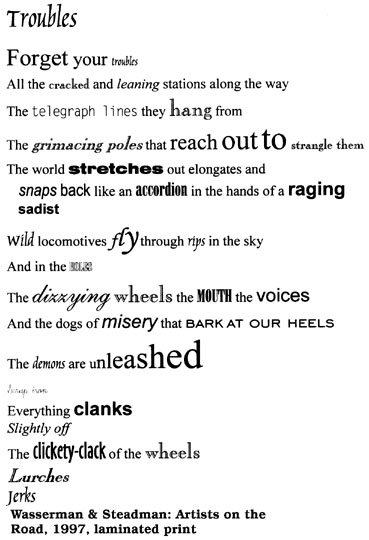 Troubles
Forget your troubles
All the cracked and leaning stations along the way
The telegraph lines they hang from
The grimacing poles that reach out to strangle them
The world stretches out elongates and
snaps back like an accordion in the hands of a raging
sadist
Wild locomotives fly through rips in the sky
And in the HOLES
The dizzying wheels the MOUTH the voices
And the dogs of misery that BARK AT OUR HEELS
The demons are unleashed
Scrap Iron
Everything clanks
Slightly off
The clickety-clack of the wheels
Lurches
Jerks
Wasserman & Steadman: Artists on the
Road, 1997, laminated print